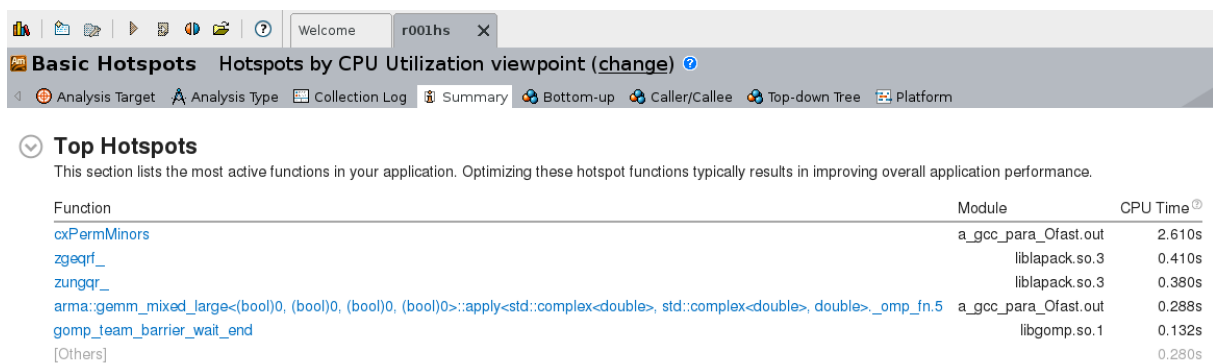 Welcome r001hs
Am Basic Hotspots Hotspots by CPU Utilization viewpoint (change) ?
Analysis Target Analysis Type Collection Log Summary Bottom-up Caller/Callee Top-down Tree Platform
Top Hotspots
This section lists the most active functions in your application. Optimizing these hotspot functions typically results in improving overall application performance.
Function Module CPU Time ?
cxPermMinors a_gcc_para_Ofast.out 2.610s
zgeqrf_ liblapack.so.3 0.410s
zungqr_ liblapack.so.3 0.380s
arma::gemm_mixed_large<(bool)0, (bool)0, (bool)0, (bool)0>::apply<std::complex<double>, std::complex<double>, double>._omp_fn.5 a_gcc_para_Ofast.out 0.288s
gomp_team_barrier_wait_end libgomp.so.1 0.132s
[Others] 0.280s